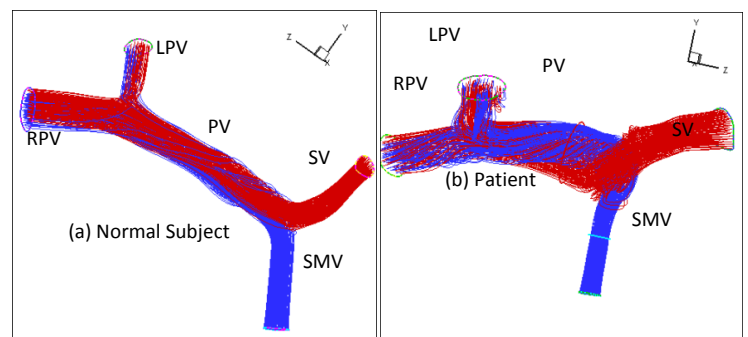 LPV
RPV
PV
SV
(a) Normal Subject
SMV
Z
Y
X
LPV
PV
RPV
SV
(b) Patient
SMV
Y
X
Z